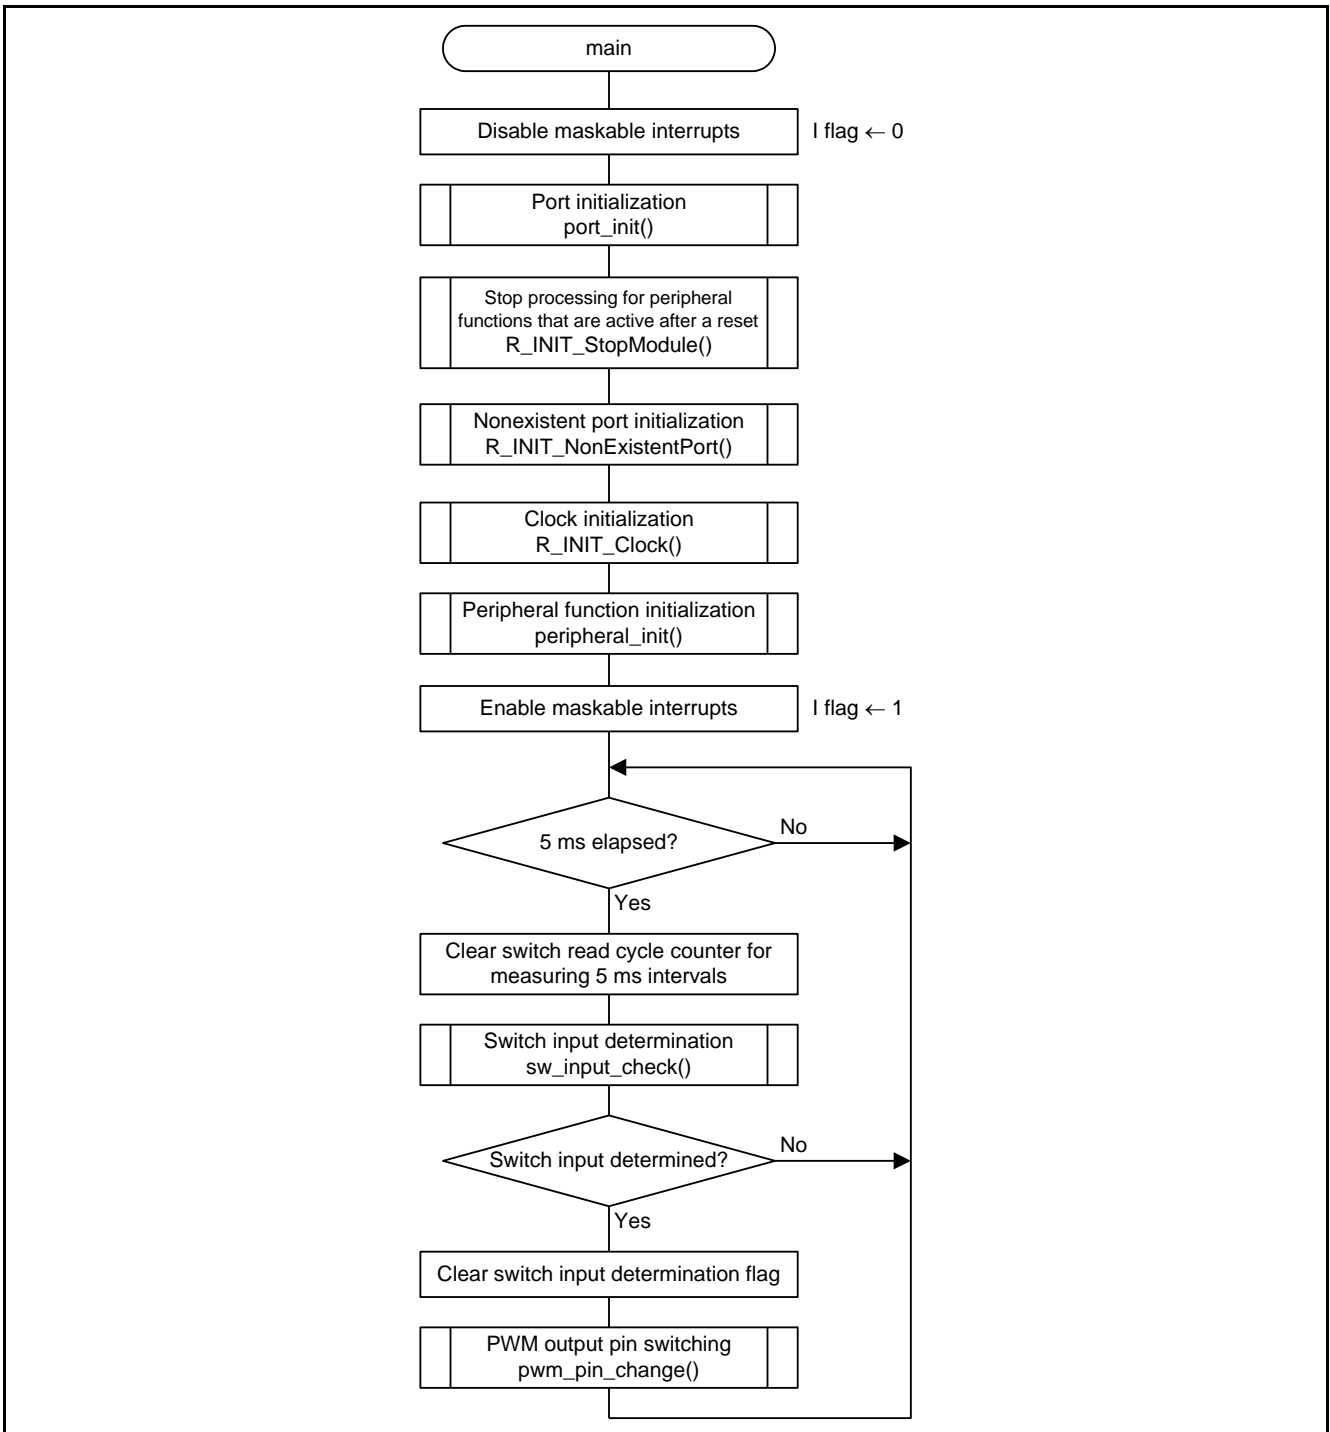 main
Disable maskable interrupts
I flag ← 0
Port initialization
port_init()
Stop processing for peripheral
functions that are active after a reset
R_INIT_StopModule()
Nonexistent port initialization
R_INIT_NonExistentPort()
Clock initialization
R_INIT_Clock()
Peripheral function initialization
peripheral_init()
Enable maskable interrupts
I flag ← 1
5 ms elapsed?
No
Yes
Clear switch read cycle counter for
measuring 5 ms intervals
Switch input determination
sw_input_check()
Switch input determined?
No
Yes
Clear switch input determination flag
PWM output pin switching
pwm_pin_change()